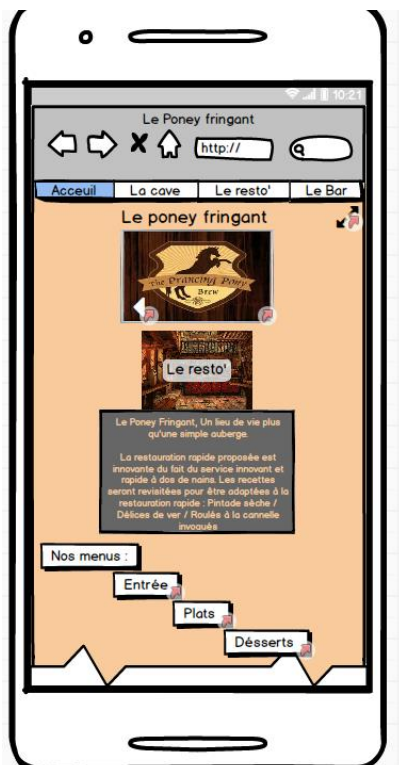 10:21
Le Poney fringant
http://
Acceuil La cave Le resto' Le Bar
Le poney fringant
The Prancing Pony
Brew
Le resto'
Le Poney Fringant, Un lieu de vie plus
qu'une simple auberge.
La restauration rapide proposée est
innovante du fait du service innovant et
rapide à dos de nains. Les recettes
seront revisitées pour être adaptées à la
restauration rapide : Pintade sèche /
Délices de ver / Roulés à la cannelle
invoqués
Nos menus :
Entrée
Plats
Désserts